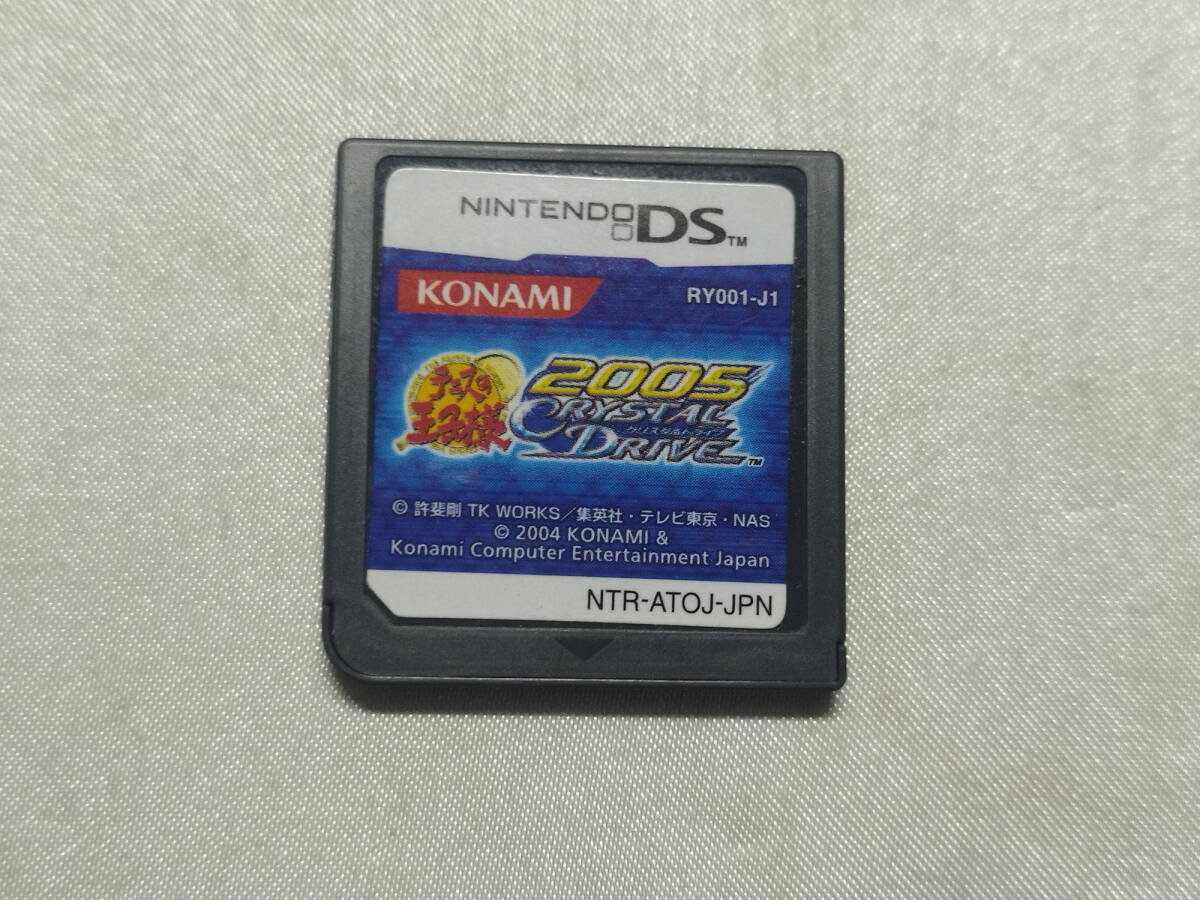 NINTENDO DS™
KONAMI
RY001-J1
テニスの
王子様
2005
CRYSTAL
クリスタルドライブ
DRIVE™
© 許斐剛 TK WORKS／集英社・テレビ東京・NAS
© 2004 KONAMI &
Konami Computer Entertainment Japan
NTR-ATOJ-JPN